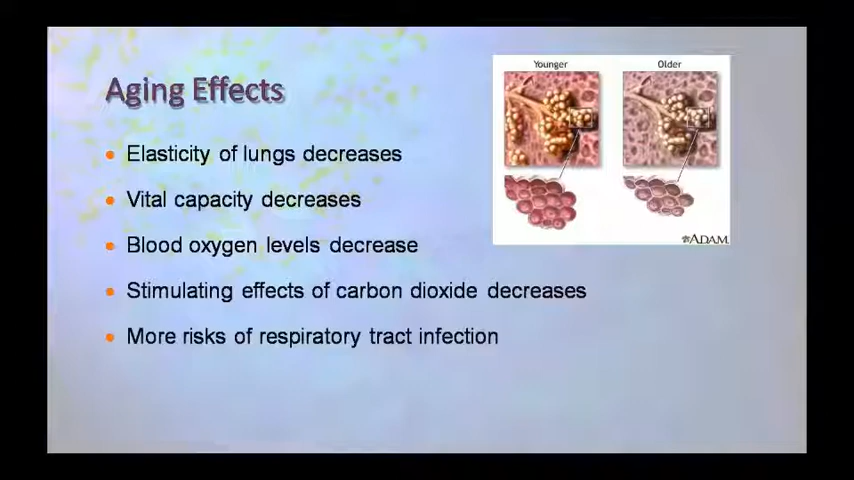 Aging Effects
Younger
Older
Elasticity of lungs decreases
Vital capacity decreases
Blood oxygen levels decrease
ADAM
Stimulating effects of carbon dioxide decreases
More risks of respiratory tract infection